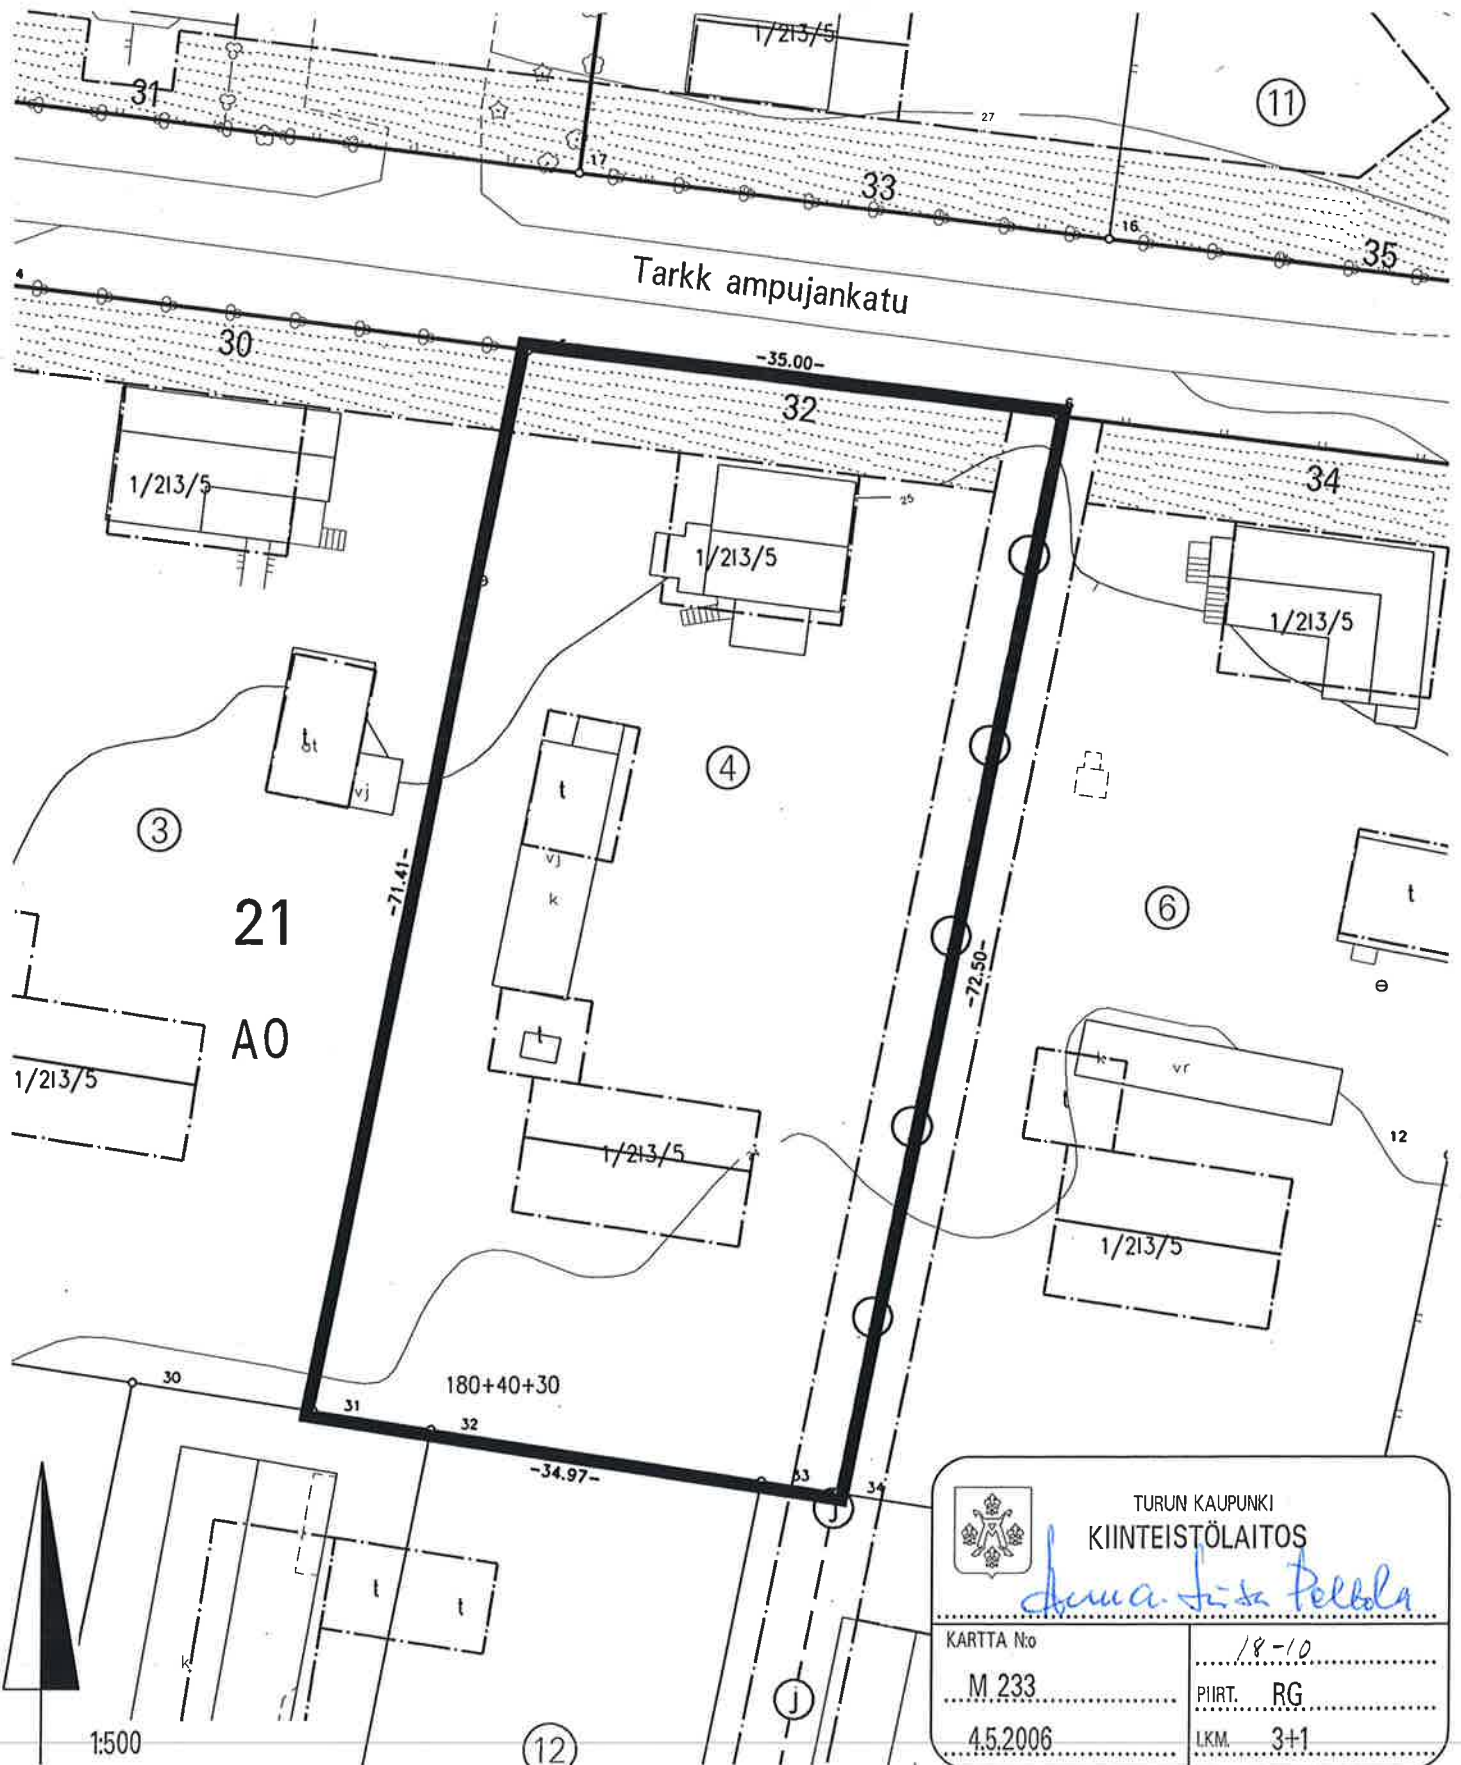 1/213/5
31
11
27
17
33
16
35
Tarkk ampujankatu
4
30
-35.00-
32
6
34
1/213/5
25
1/213/5
1/213/5
t
vj
4
t
3
vj
k
-71.41-
6
t
21
-72.50-
A0
t
k
vr
t
1/213/5
12
1/213/5
1/213/5
30
180+40+30
31
32
-34.97-
33
34
j
t
t
k
j
1:500
12
TURUN KAUPUNKI
KIINTEISTÖLAITOS
KARTTA N:o
18-10
M 233
PIIRT. RG
4.5.2006
LKM. 3+1